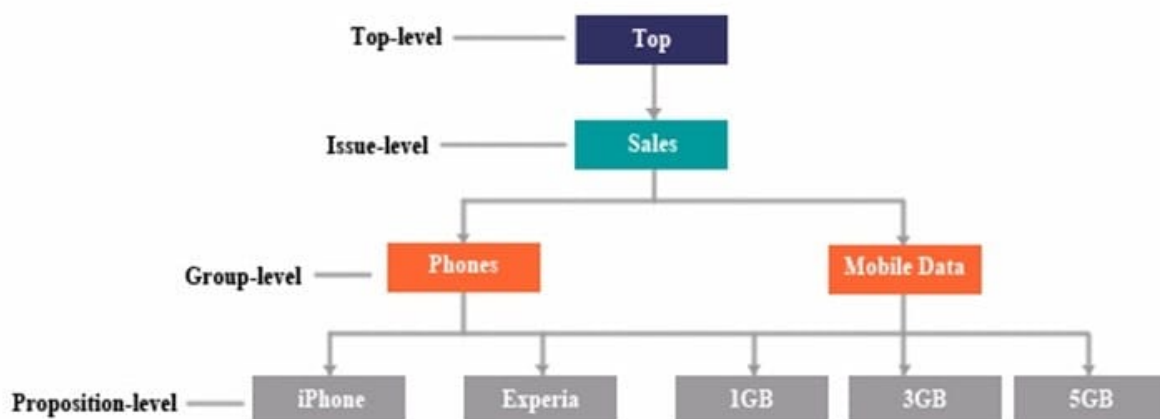 Top-level
Top
Issue-level
Sales
Group-level
Phones
Mobile Data
Proposition-level
iPhone
Experia
1GB
3GB
5GB